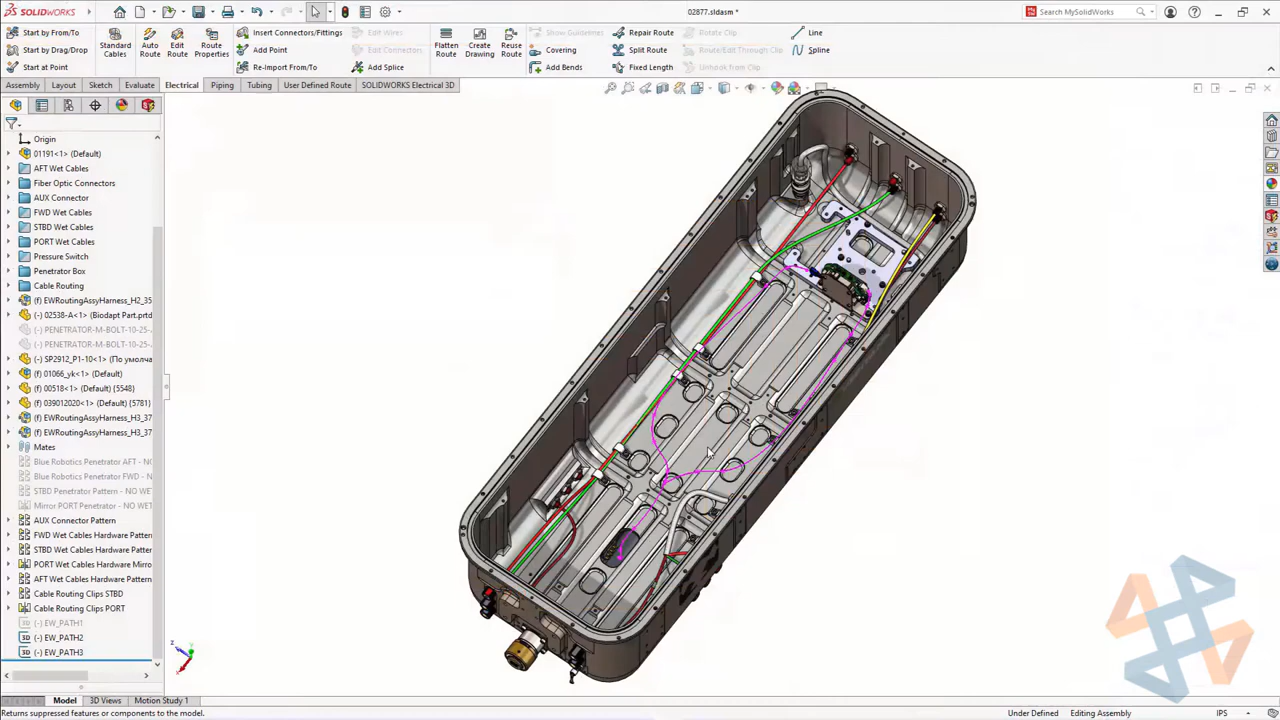 SOLIDWORKS
02877.sldasm *
Search MySolidWorks
Start by From/To
Start by Drag/Drop
Start at Point
Standard
Cables
Auto
Route
Edit
Route
Route
Properties
Insert Connectors/Fittings
Add Point
Re-Import From/To
Edit Wires
Edit Connectors
Add Splice
Flatten
Route
Create
Drawing
Reuse
Route
Show Guidelines
Covering
Add Bends
Repair Route
Split Route
Fixed Length
Rotate Clip
Route/Edit Through Clip
Unhook from Clip
Line
Spline
Assembly
Layout
Sketch
Evaluate
Electrical
Piping
Tubing
User Defined Route
SOLIDWORKS Electrical 3D
Origin
01191<1> (Default)
AFT Wet Cables
Fiber Optic Connectors
AUX Connector
FWD Wet Cables
STBD Wet Cables
PORT Wet Cables
Pressure Switch
Penetrator Box
Cable Routing
(f) EWRoutingAssyHarness_H2_35
(f) 02538-A<1> (Biodapt Part.prtd
(-) PENETRATOR-M-BOLT-10-25-
(-) PENETRATOR-M-BOLT-10-25-
(-) SP2912_P1-10<1> (По умолча
(f) 01066_yk<1> (Default)
(f) 00518<1> (Default) {5548}
(f) 039012020<1> (Default) {5781}
(f) EWRoutingAssyHarness_H3_37
(f) EWRoutingAssyHarness_H3_37
Mates
Blue Robotics Penetrator AFT - NO
Blue Robotics Penetrator FWD - NO
STBD Penetrator Pattern - NO WET
Mirror PORT Penetrator - NO WET
AUX Connector Pattern
FWD Wet Cables Hardware Pattern
STBD Wet Cables Hardware Pattern
PORT Wet Cables Hardware Mirro
AFT Wet Cables Hardware Pattern
Cable Routing Clips STBD
Cable Routing Clips PORT
(-) EW_PATH1
(-) EW_PATH2
(-) EW_PATH3
Model
3D Views
Motion Study 1
Returns suppressed features or components to the model.
Under Defined
Editing Assembly
IPS